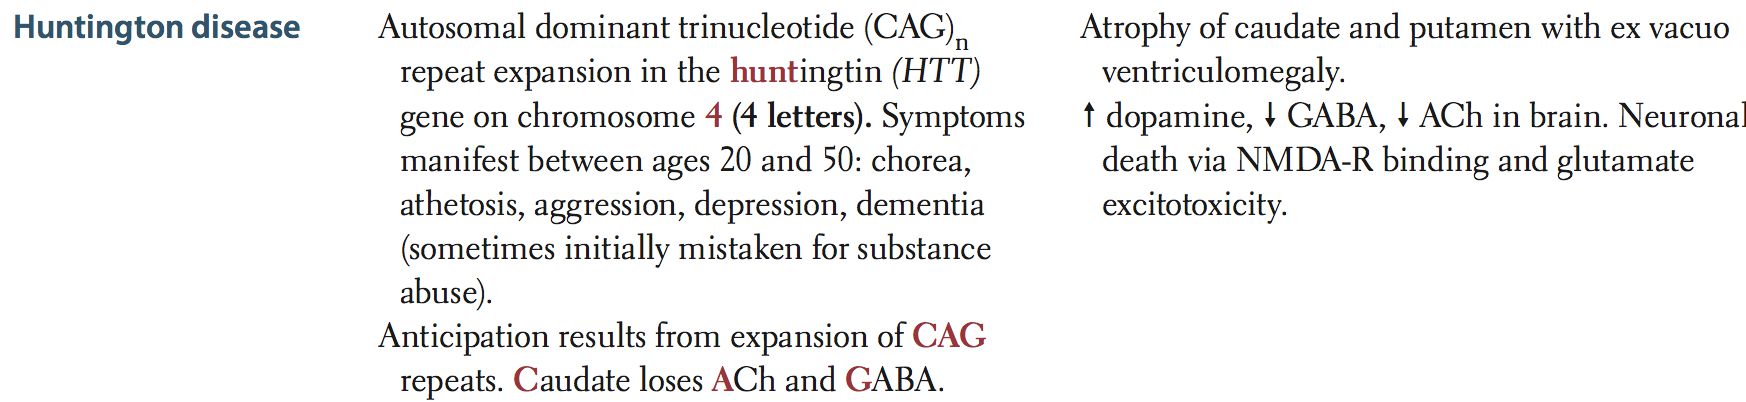 Huntington disease
Autosomal dominant trinucleotide (CAG)n
repeat expansion in the huntingtin (HTT)
gene on chromosome 4 (4 letters). Symptoms
manifest between ages 20 and 50: chorea,
athetosis, aggression, depression, dementia
(sometimes initially mistaken for substance
abuse).
Anticipation results from expansion of CAG
repeats. Caudate loses ACh and GABA.
Atrophy of caudate and putamen with ex vacuo
ventriculomegaly.
↑ dopamine, ↓ GABA, ↓ ACh in brain. Neuronal
death via NMDA-R binding and glutamate
excitotoxicity.